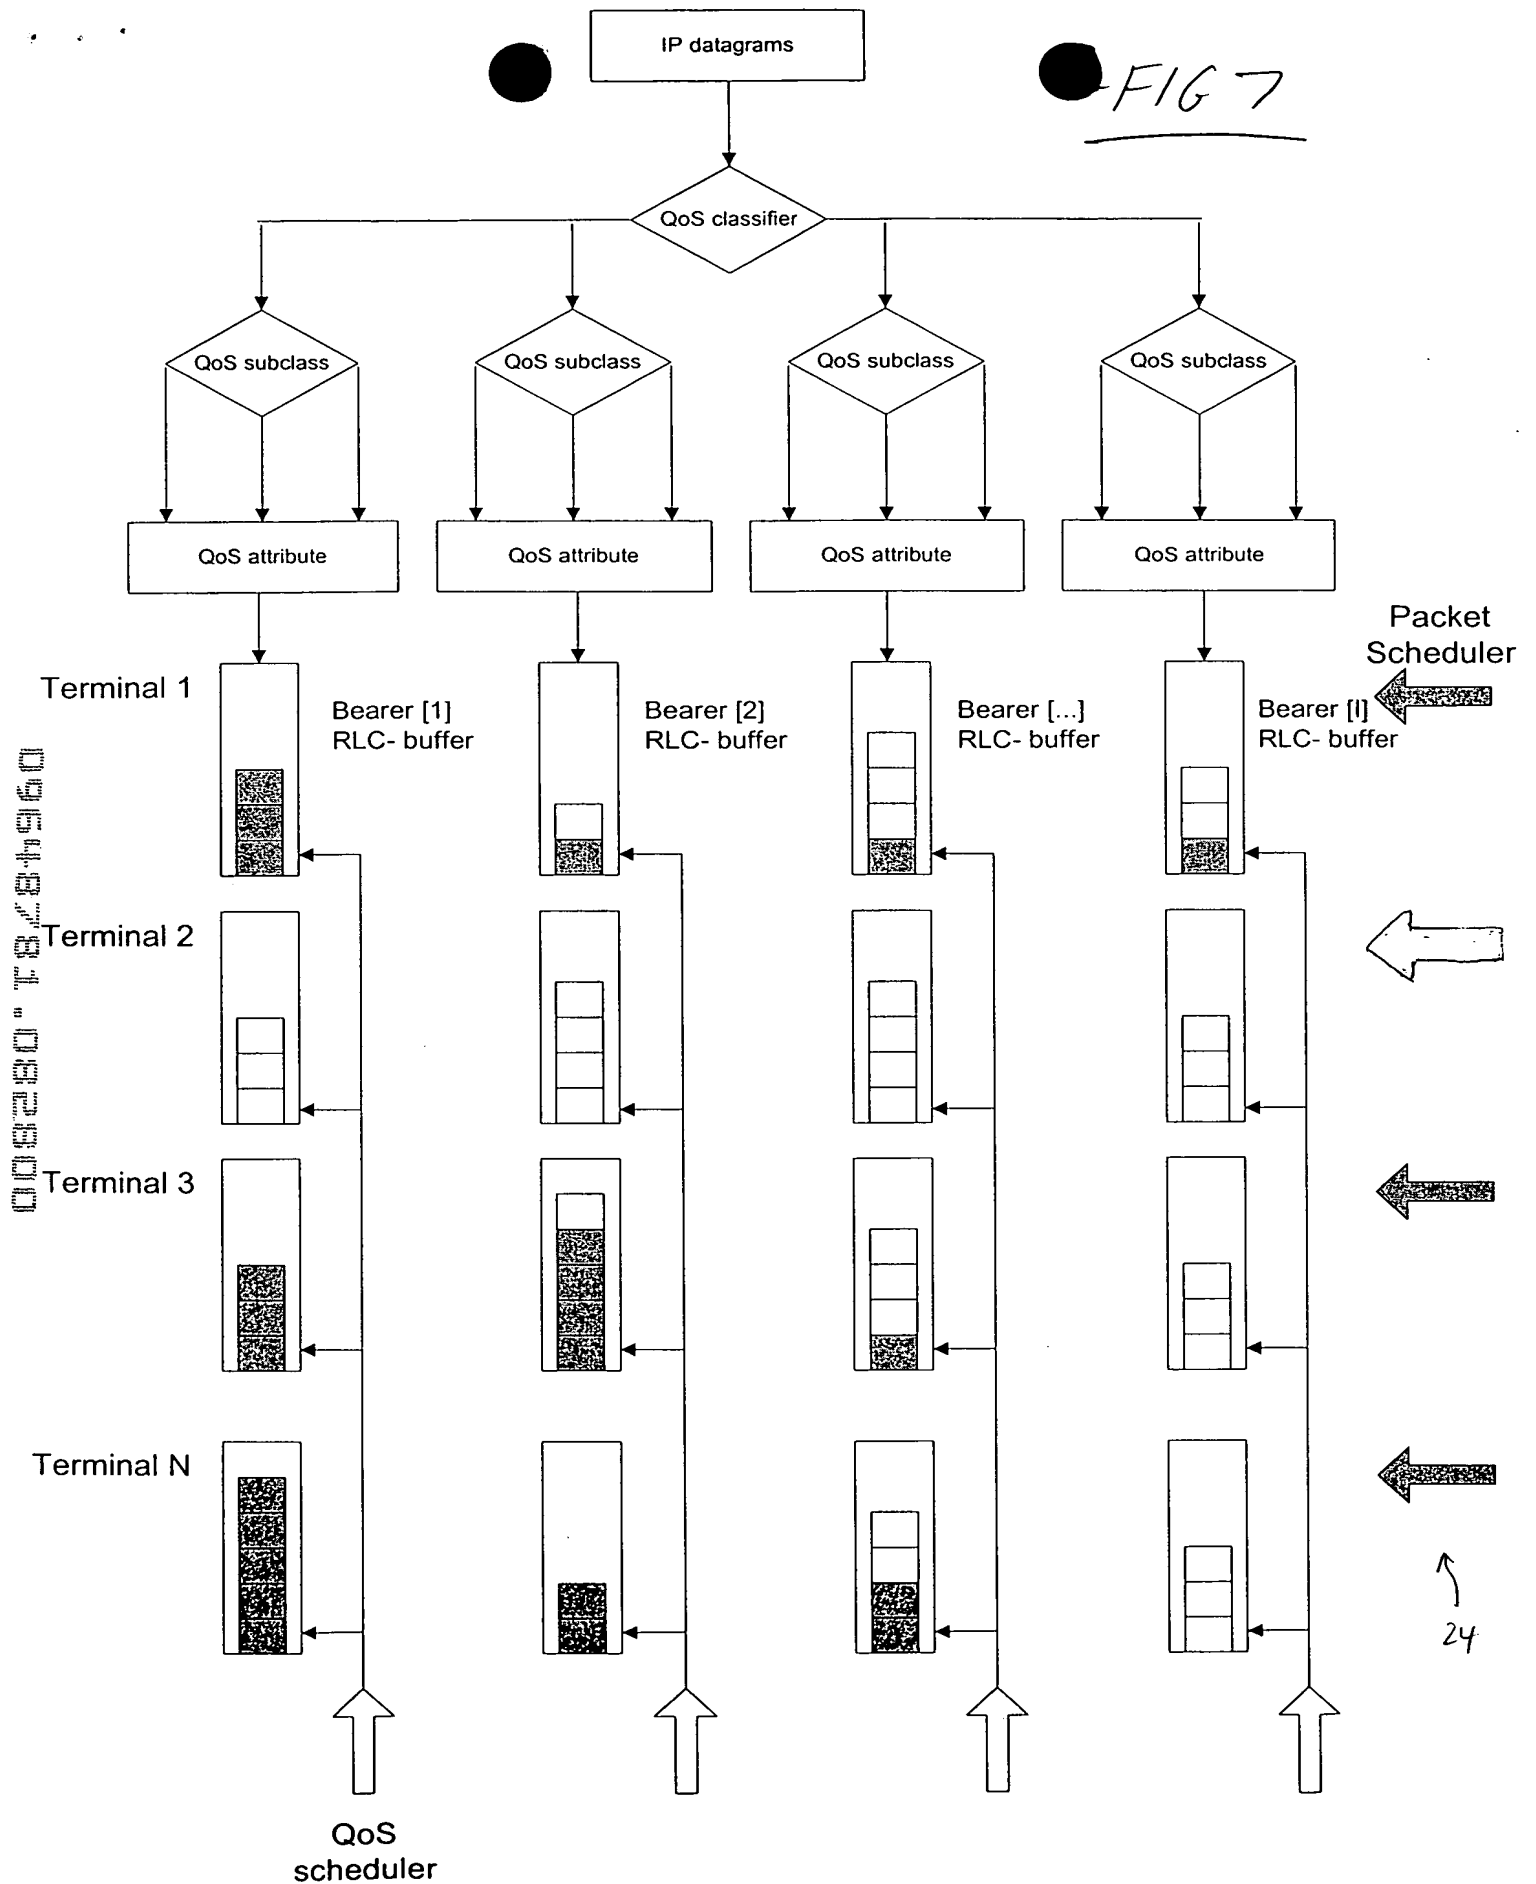 IP datagrams
FIG 7
QoS classifier
QoS subclass
QoS subclass
QoS subclass
QoS subclass
QoS attribute
QoS attribute
QoS attribute
QoS attribute
Packet
Scheduler
Terminal 1
Bearer [1]
RLC- buffer
Bearer [2]
RLC- buffer
Bearer [...]
RLC- buffer
Bearer [I]
RLC- buffer
09648781.082800
Terminal 2
Terminal 3
Terminal N
24
QoS
scheduler